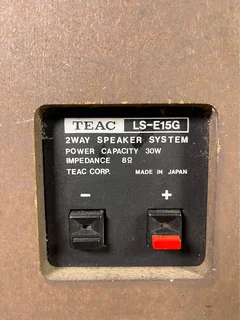 TEAC LS-E15G
2WAY SPEAKER SYSTEM
POWER CAPACITY 30W
IMPEDANCE 8Ω
TEAC CORP. MADE IN JAPAN
− +